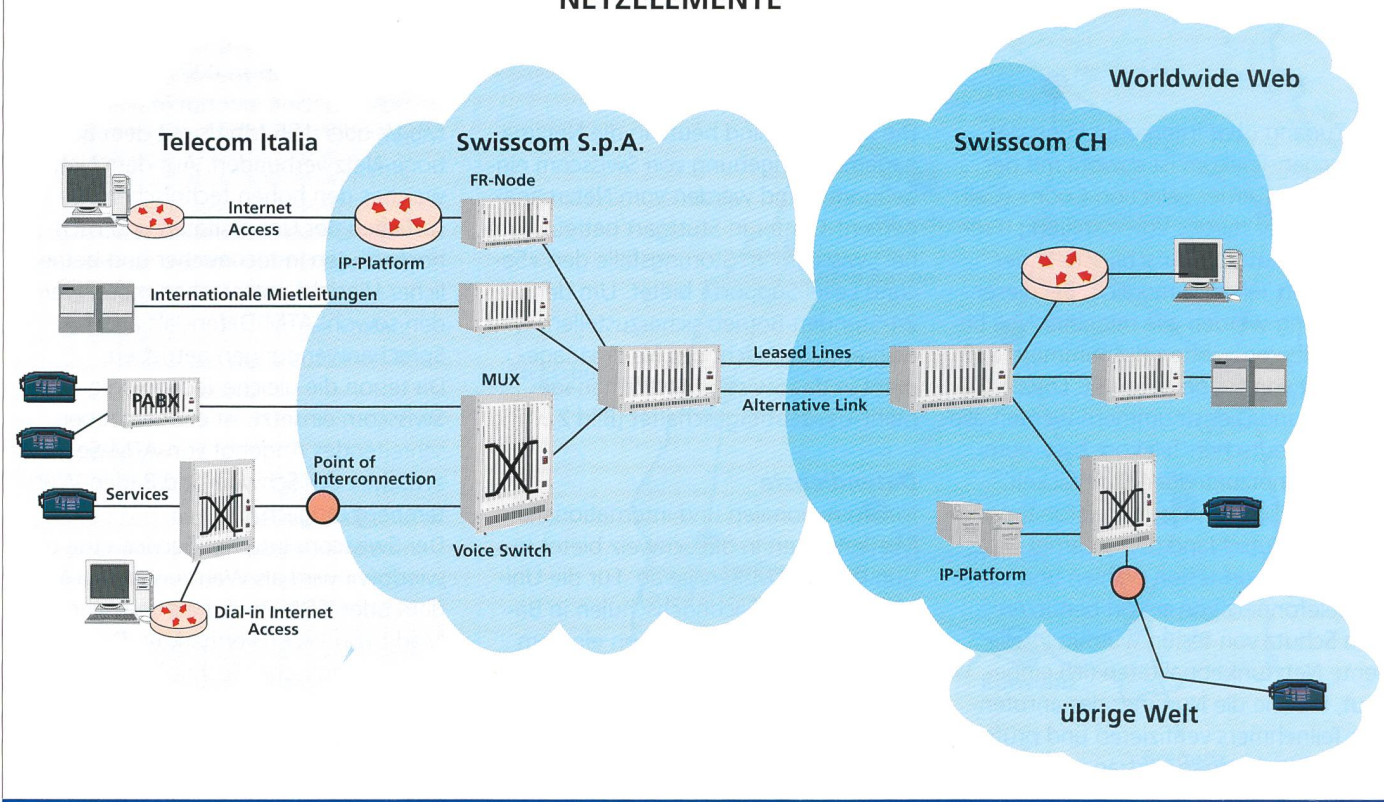 NETZELEMENTE
Worldwide Web
Telecom Italia
Swisscom S.p.A.
Swisscom CH
FR-Node
Internet
Access
IP-Platform
Internationale Mietleitungen
Leased Lines
MUX
Alternative Link
PABX
Point of
Interconnection
Services
Voice Switch
IP-Platform
Dial-in Internet
Access
übrige Welt